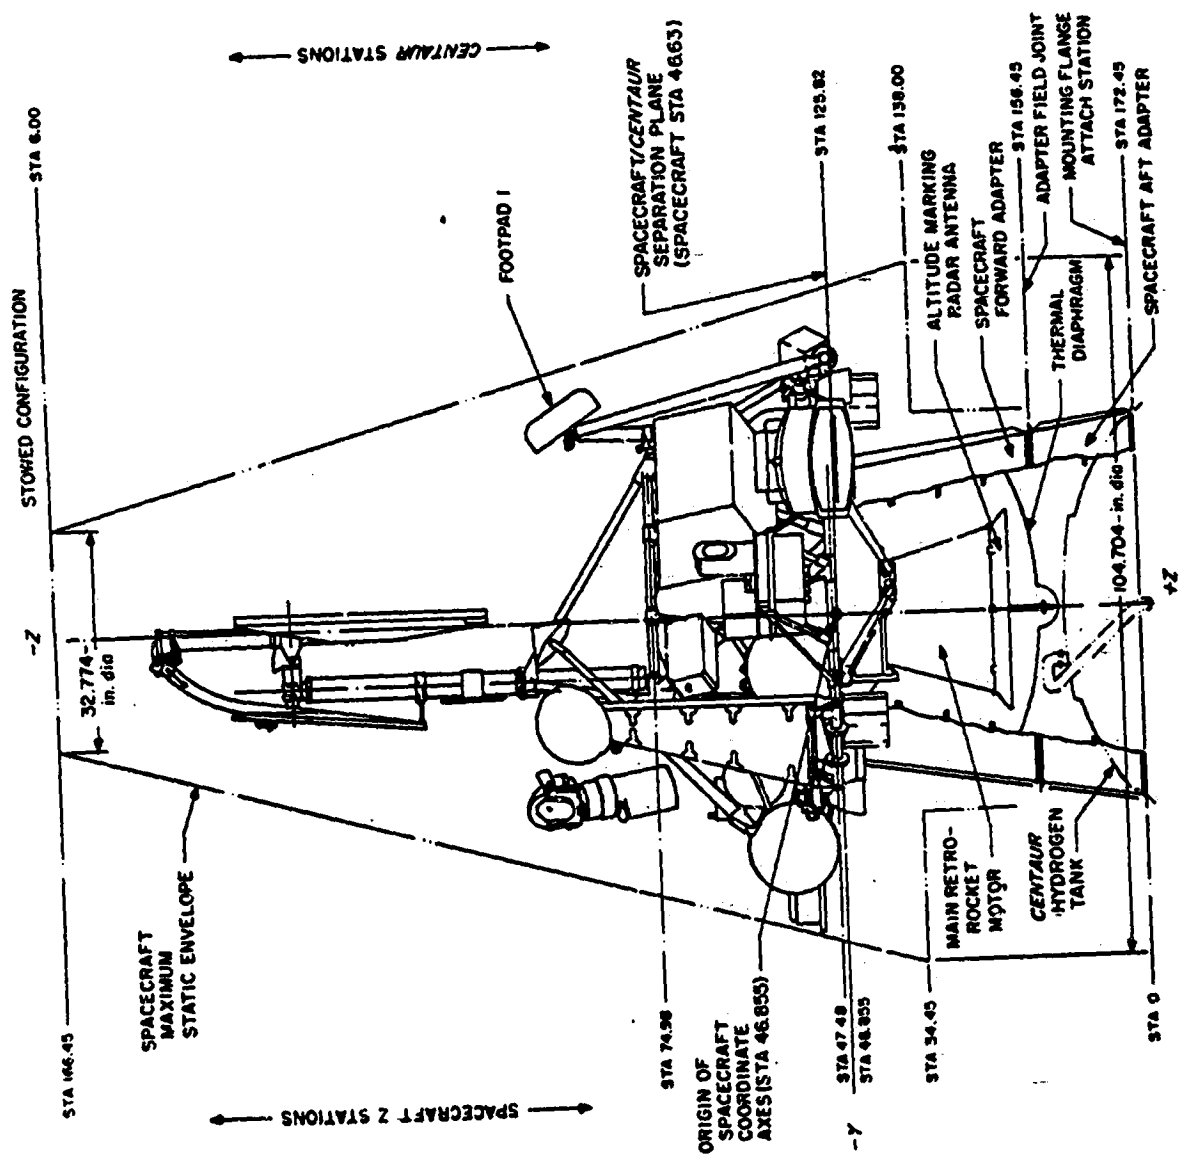 STOWED CONFIGURATION
STA 6.00
CENTAUR STATIONS
-Z
32.774-
in. dia
FOOTPAD 1
SPACECRAFT/CENTAUR
SEPARATION PLANE
(SPACECRAFT STA 46.63)
STA 125.82
STA 138.00
ALTITUDE MARKING
RADAR ANTENNA
SPACECRAFT
FORWARD ADAPTER
STA 156.45
ADAPTER FIELD JOINT
THERMAL
DIAPHRAGM
MOUNTING FLANGE
ATTACH STATION
STA 172.45
SPACECRAFT AFT ADAPTER
104.704-in. dia
+Z
STA 166.45
SPACECRAFT
MAXIMUM
STATIC ENVELOPE
SPACECRAFT Z STATIONS
STA 74.98
ORIGIN OF
SPACECRAFT
COORDINATE
AXES (STA 46.855)
STA 47.48
STA 46.855
-Y
STA 34.45
MAIN RETRO-
ROCKET
MOTOR
CENTAUR
HYDROGEN
TANK
STA 0